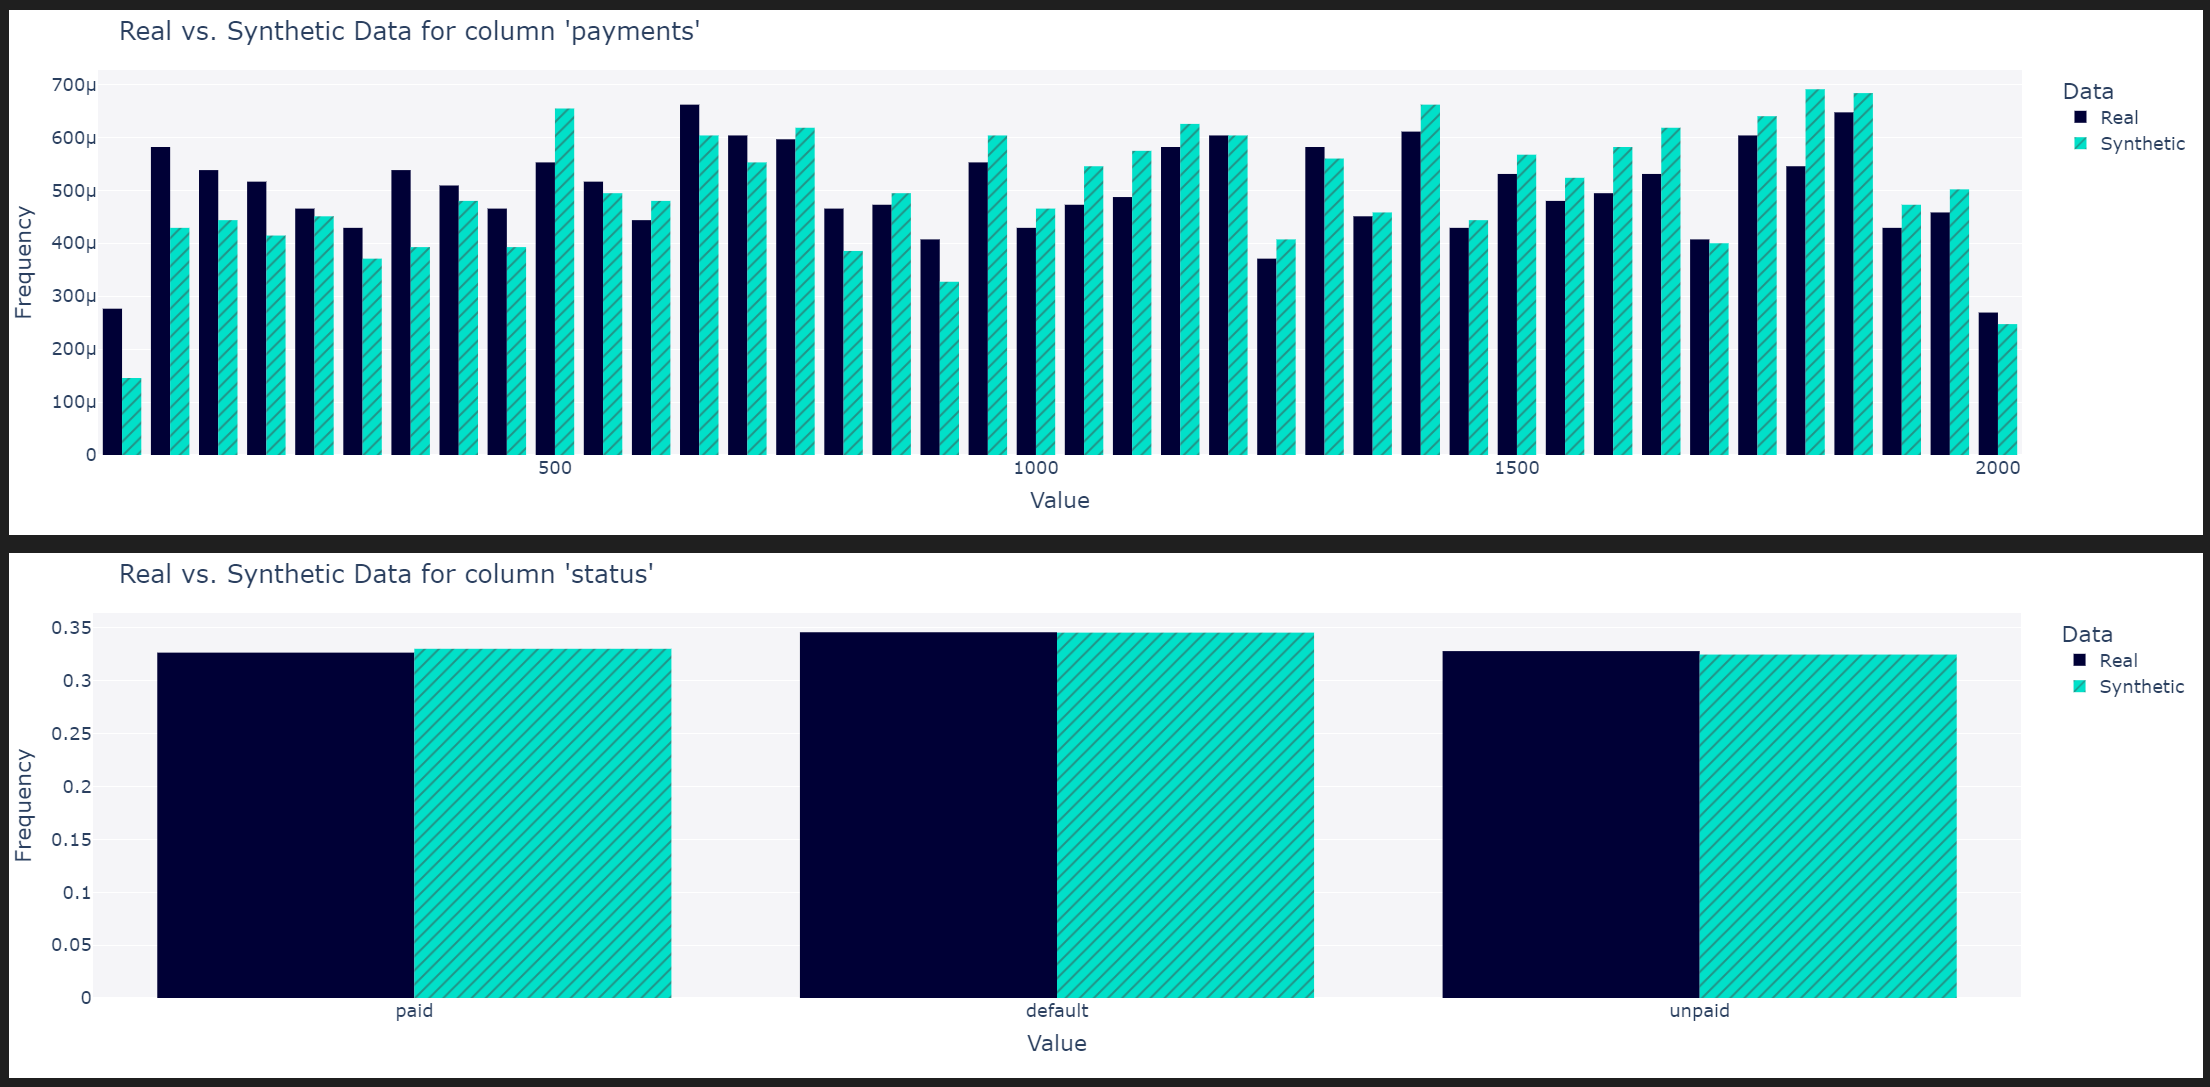 Real vs. Synthetic Data for column 'payments'
700μ
600μ
500μ
400μ
300μ
200μ
100μ
0
Frequency
500
1000
1500
2000
Value
Data
Real
Synthetic
Real vs. Synthetic Data for column 'status'
0.35
0.3
0.25
0.2
0.15
0.1
0.05
0
Frequency
paid
default
unpaid
Value
Data
Real
Synthetic